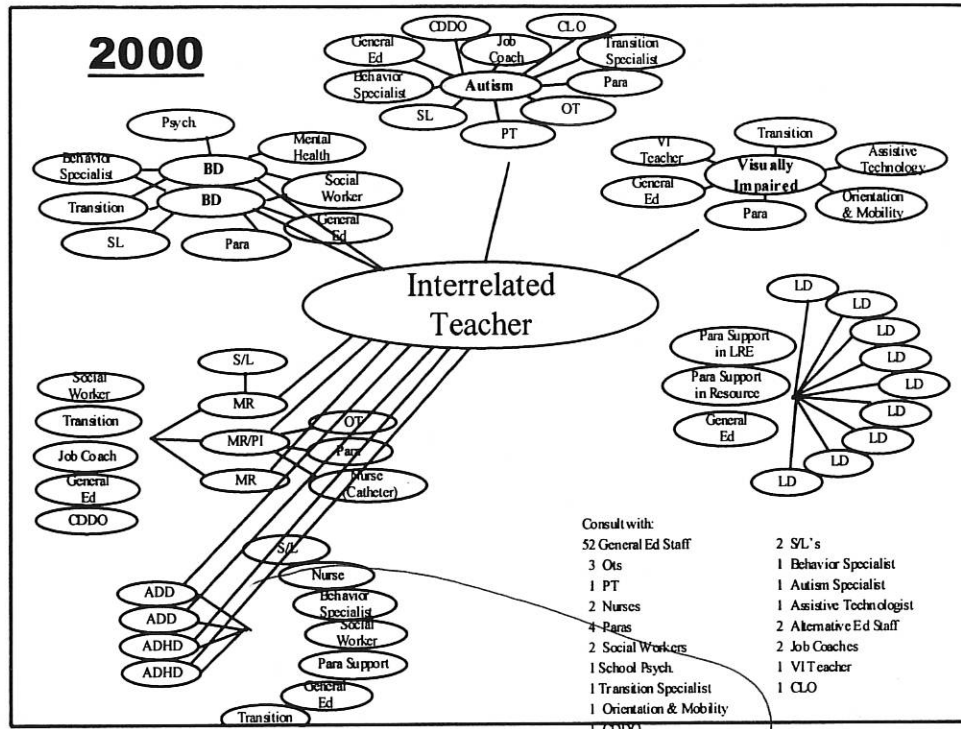 2000
CDDO
CLO
General
Ed
Job
Coach
Transition
Specialist
Behavior
Specialist
Autism
Para
SL
OT
PT
Psych.
Mental
Health
Behavior
Specialist
BD
Social
Worker
Transition
BD
General
Ed
SL
Para
Transition
VI
Teacher
Visually
Impaired
Assistive
Technology
General
Ed
Para
Orientation
& Mobility
Interrelated
Teacher
LD
LD
LD
LD
LD
LD
LD
LD
LD
Para Support
in LRE
Para Support
in Resource
General
Ed
S/L
Social
Worker
MR
Transition
MR/PI
OT
Job Coach
Para
General
Ed
MR
Nurse
(Catheter)
CDDO
S/L
Nurse
ADD
Behavior
Specialist
ADD
Social
Worker
ADHD
Para Support
ADHD
General
Ed
Transition
Consult with:
52 General Ed Staff
3 Ots
1 PT
2 Nurses
4 Paras
2 Social Workers
1 School Psych.
1 Transition Specialist
1 Orientation & Mobility
1 CDDO
2 S/L's
1 Behavior Specialist
1 Autism Specialist
1 Assistive Technologist
2 Alternative Ed Staff
2 Job Coaches
1 VI Teacher
1 CLO